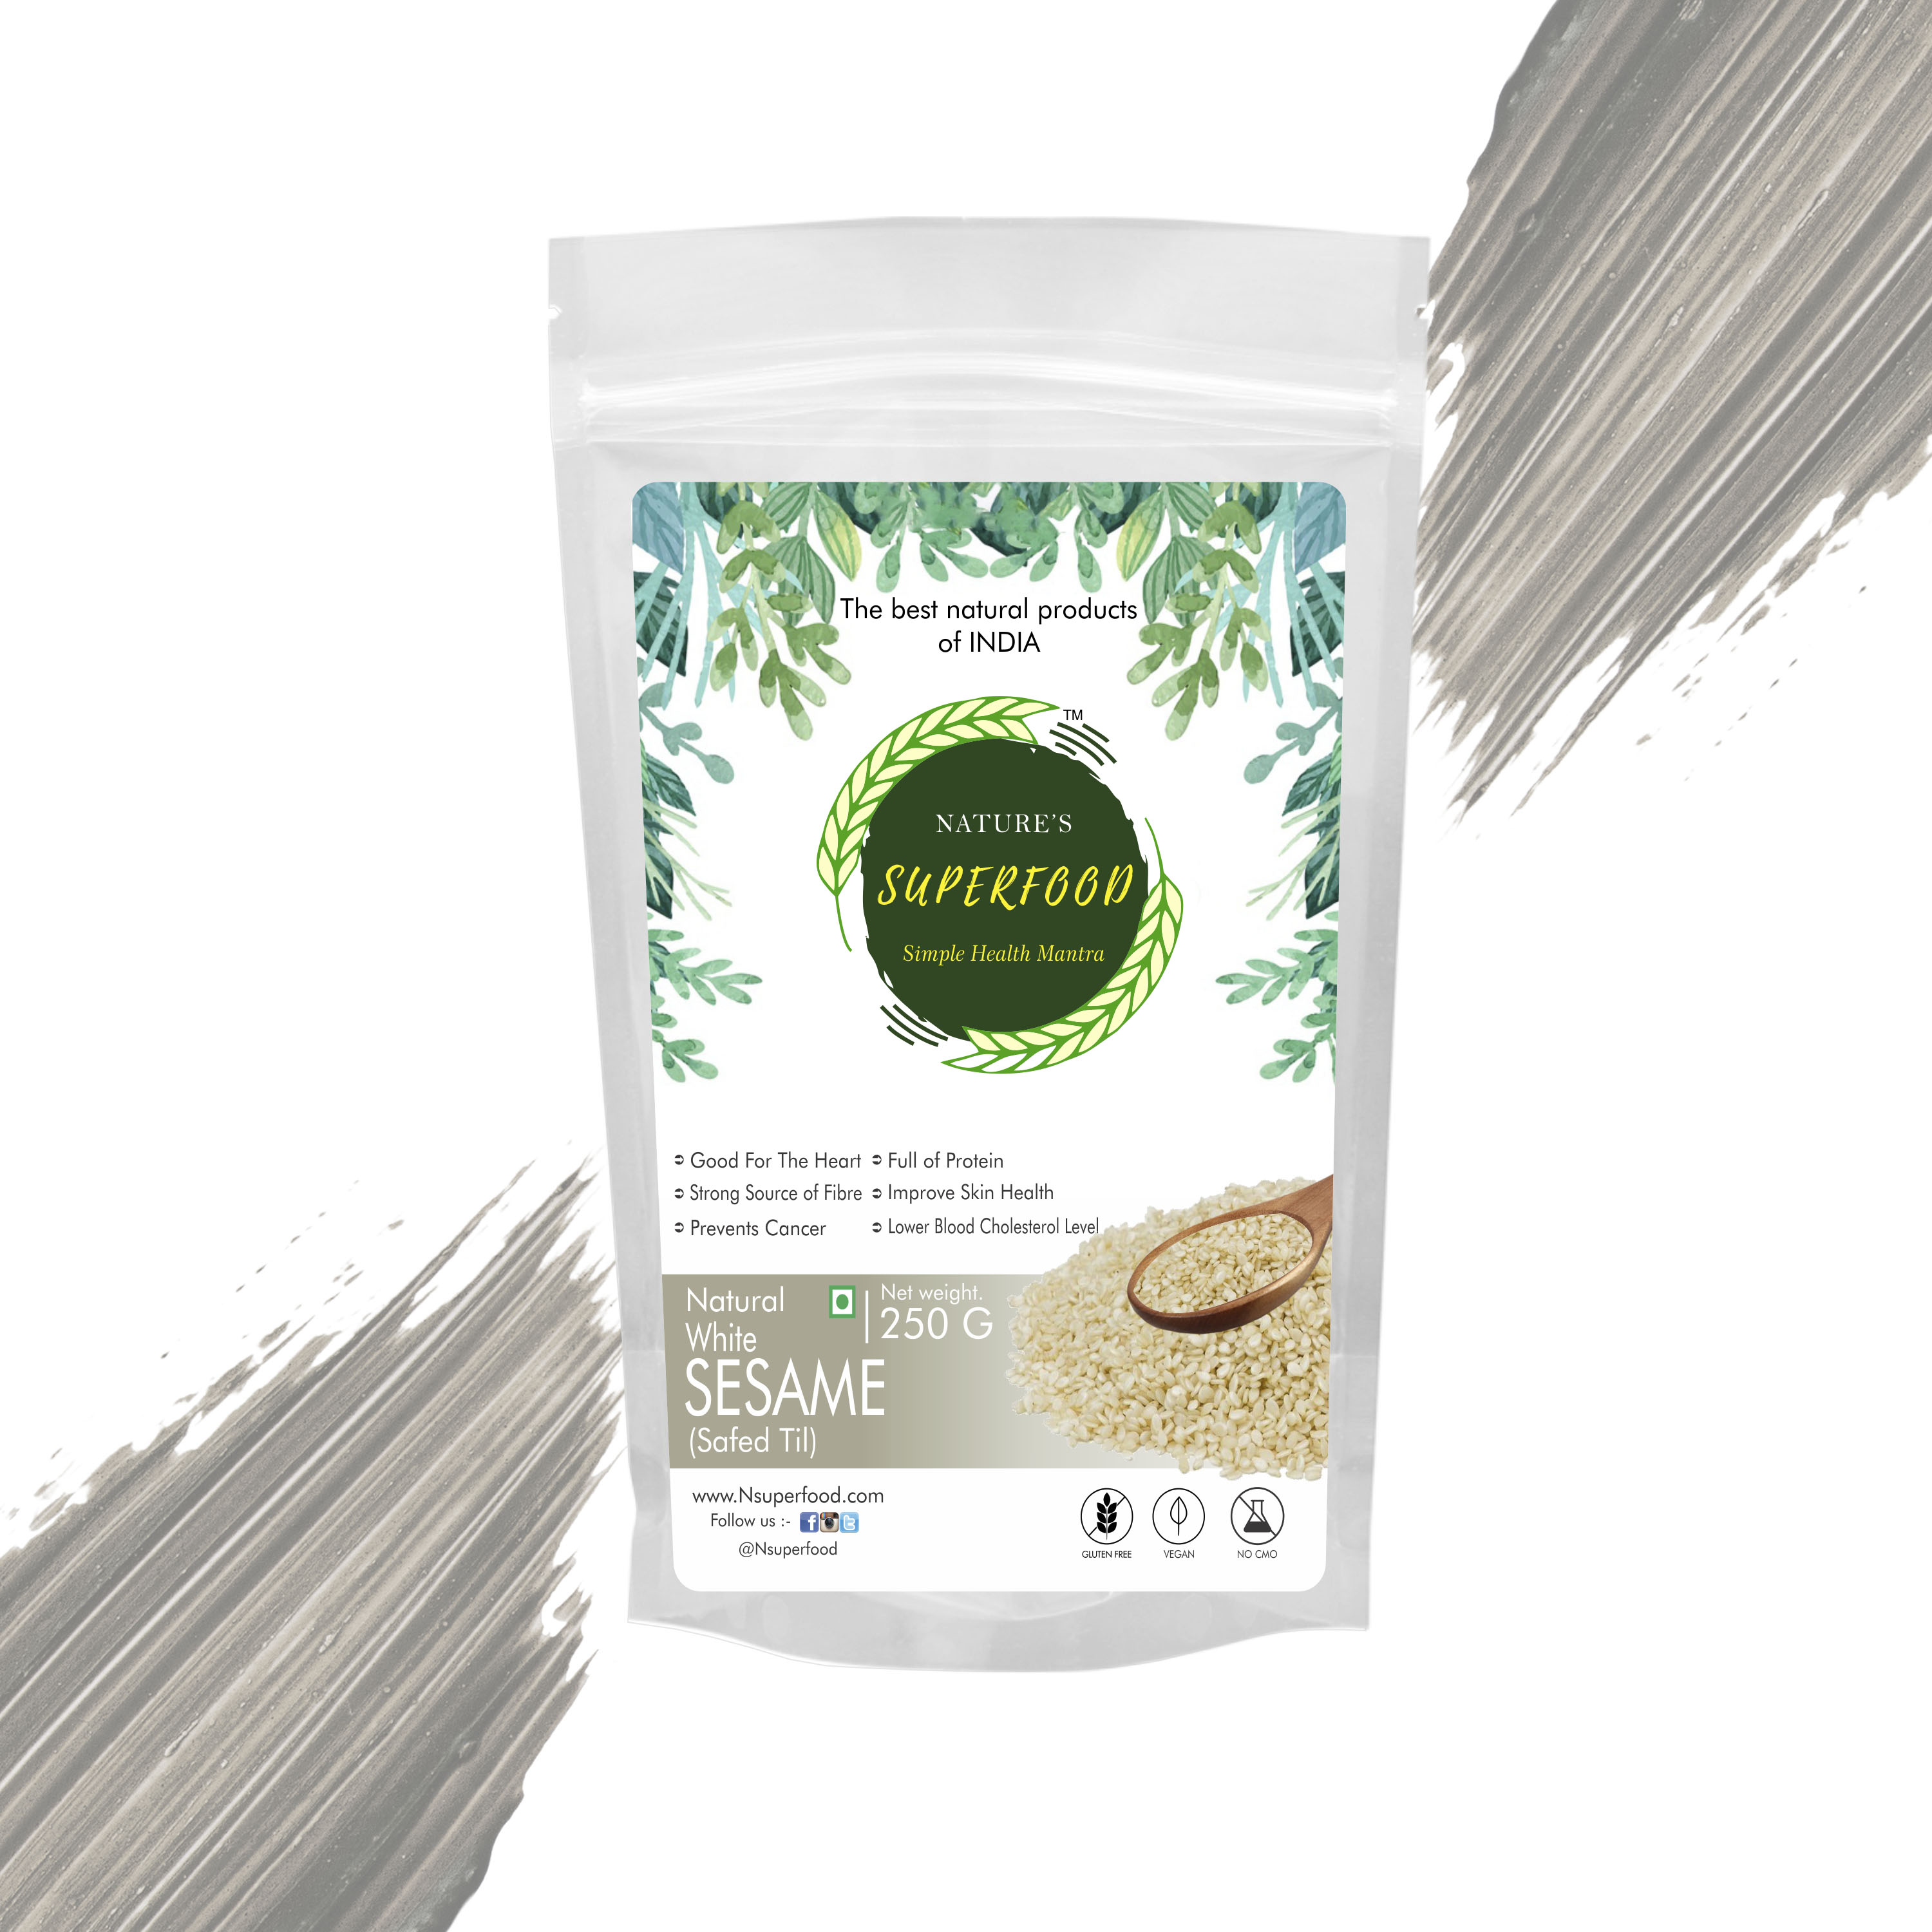 The best natural products
of INDIA
TM
NATURE'S
SUPERFOOD
Simple Health Mantra
Good For The Heart
Full of Protein
Strong Source of Fibre
Improve Skin Health
Prevents Cancer
Lower Blood Cholesterol Level
Natural
White
SESAME
(Safed Til)
Net weight.
250 G
www.Nsuperfood.com
Follow us :-
@Nsuperfood
GLUTEN FREE
VEGAN
NO CMO